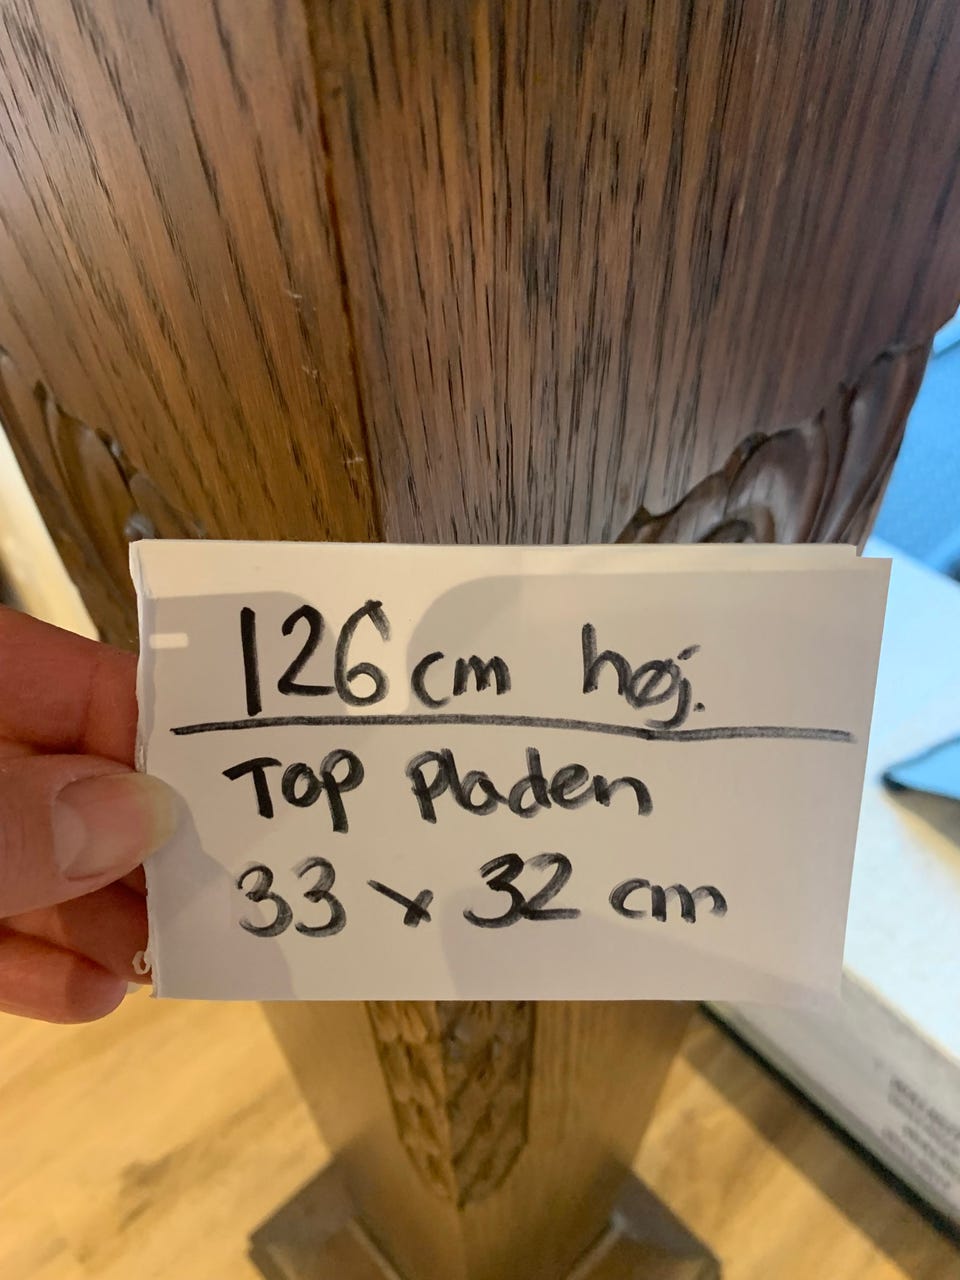 126 cm høj.
Top Pladen
33 x 32 cm